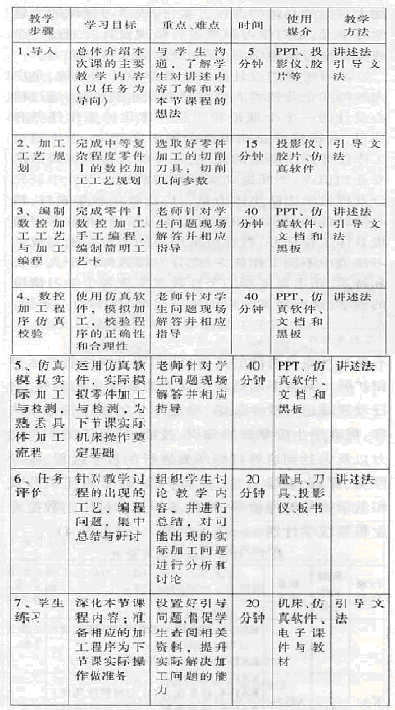 教学
步骤
学习目标
重点、难点
时间
使用
媒介
教学
方法
1、导入
总体介绍本
次课的主要
教学内容
(以任务为
导向)
与学生沟
通，了解学
生对讲述内
容了解和对
本节课程的
想法
5
分钟
PPT、投
影仪、胶
片等
讲述法
引导文
法
2、加工
工艺规
划
完成中等复
杂程度零件
I的数控加
工工艺规划
选取好零件
加工的切削
刀具；切削
几何参数
15
分钟
投影仪、
胶片、仿
真软件
引导文
法
3、编制
数控加
工工艺
与加工
编程
完成零件I
数控加工
手工编程，
编制简明工
艺卡
老师针对学
生问题现场
解答并相应
指导
40
分钟
PPT、仿
真软件、
文档和
黑板
讲述法
引导文
法
4、数控
加工程
序仿真
校验
使用仿真软
件，模拟加
工，校验程
序的正确性
和合理性
老师针对学
生问题现场
解答并相应
指导
40
分钟
PPT、仿
真软件、
文档和
黑板
讲述法
5、仿真
模拟实
际加工
与检测，
熟悉具
体加工
流程
运用仿真软
件，实际模
拟零件加工
与检测，为
下节课实际
机床操作奠
定基础
老师针对学
生问题现场
解答并相应
指导
40
分钟
PPT、仿
真软件、
文档和
黑板
讲述法
6、任务
评价
针对教学过
程的出现的
工艺、编程
问题，集中
总结与研讨
组织学生讨
论教学内
容，并进行
总结，对可
能出现的实
际加工问题
进行分析和
讨论
20
分钟
量具、刀
具、投影
仪、板书
讲述法
7、学生
练习
深化本节课
程内容；准
备相应的加
工程序为下
节课实际操
作做准备
设置好引导
问题，督促学
生查阅相关
资料，提升
实际解决加
工问题的能
力
20
分钟
机床、仿
真软件、
电子课
件与教
材
引导文
法